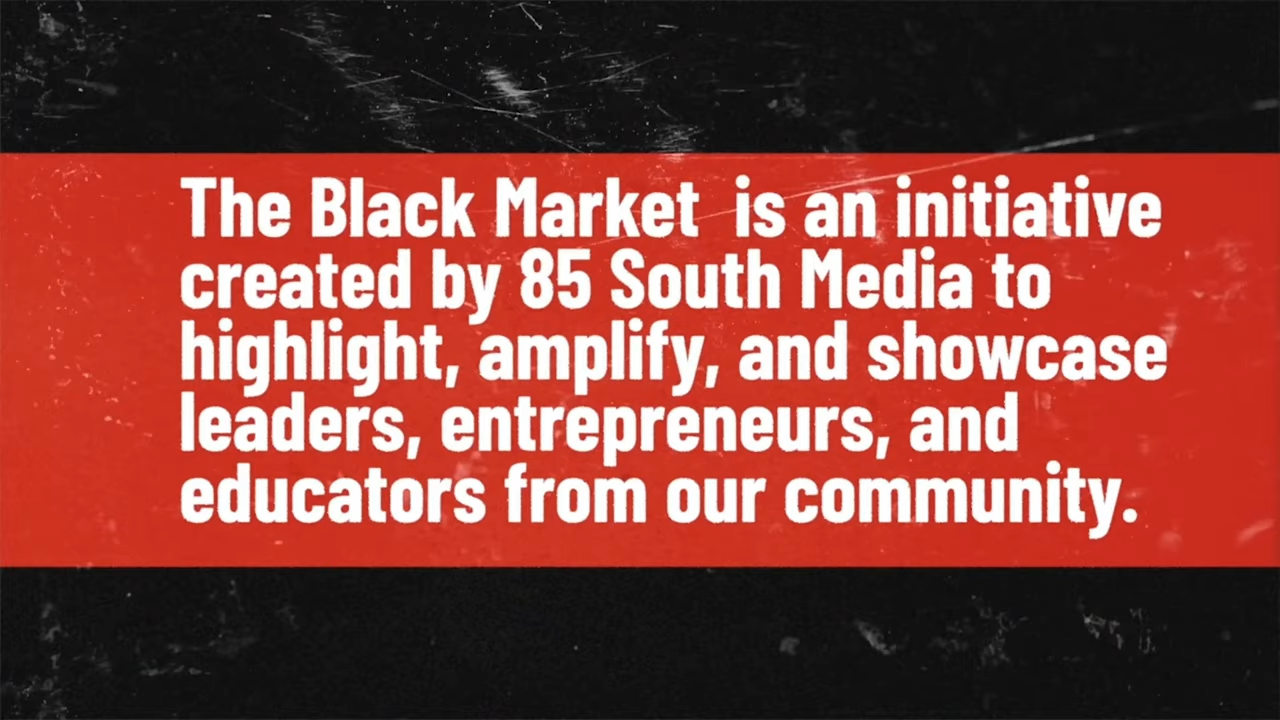 The Black Market  is an initiative
created by 85 South Media to
highlight, amplify, and showcase
leaders, entrepreneurs, and
educators from our community.